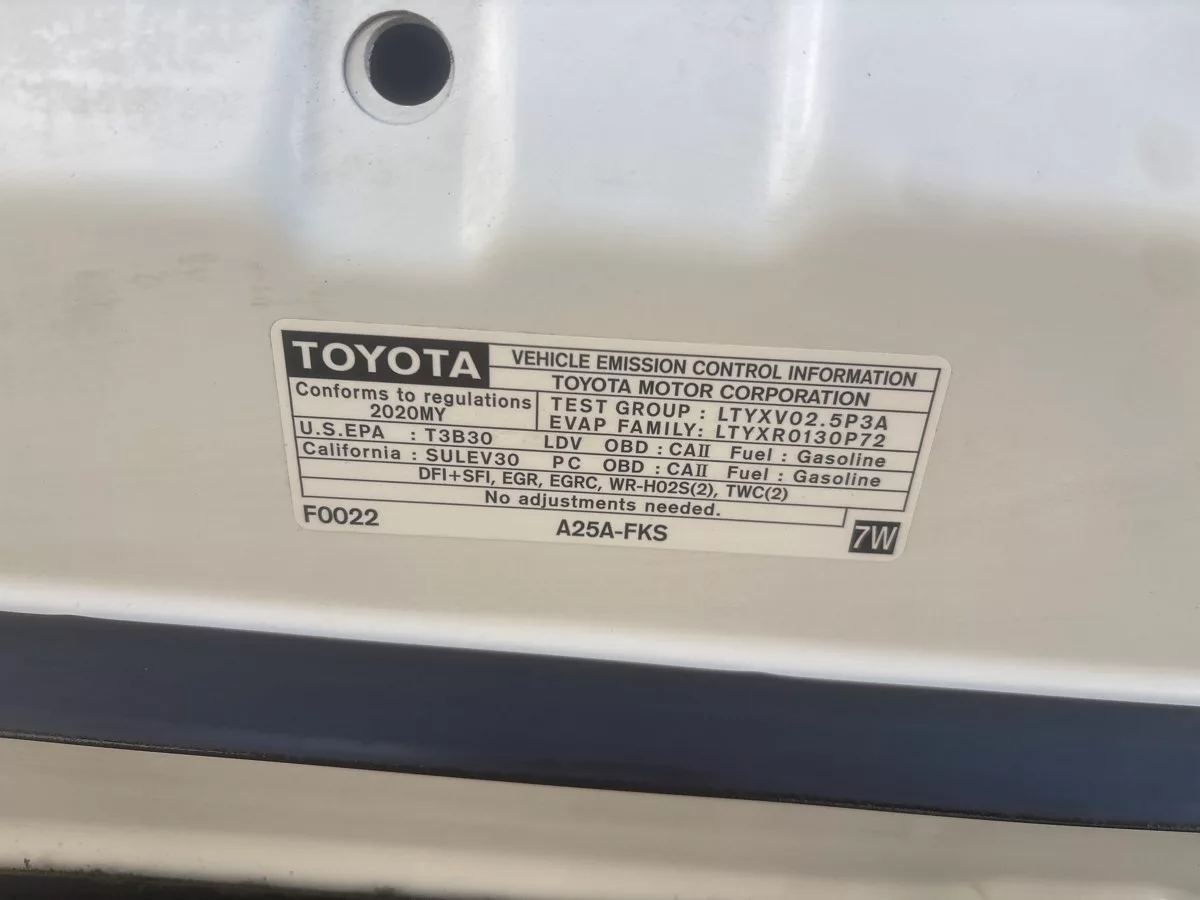 TOYOTA VEHICLE EMISSION CONTROL INFORMATION
TOYOTA MOTOR CORPORATION
Conforms to regulations
2020MY
TEST GROUP : LTYXV02.5P3A
EVAP FAMILY: LTYXR0130P72
U.S.EPA : T3B30 LDV OBD : CAII Fuel : Gasoline
California : SULEV30 PC OBD : CAII Fuel : Gasoline
DFI+SFI, EGR, EGRC, WR-HO2S(2), TWC(2)
No adjustments needed.
F0022 A25A-FKS 7W